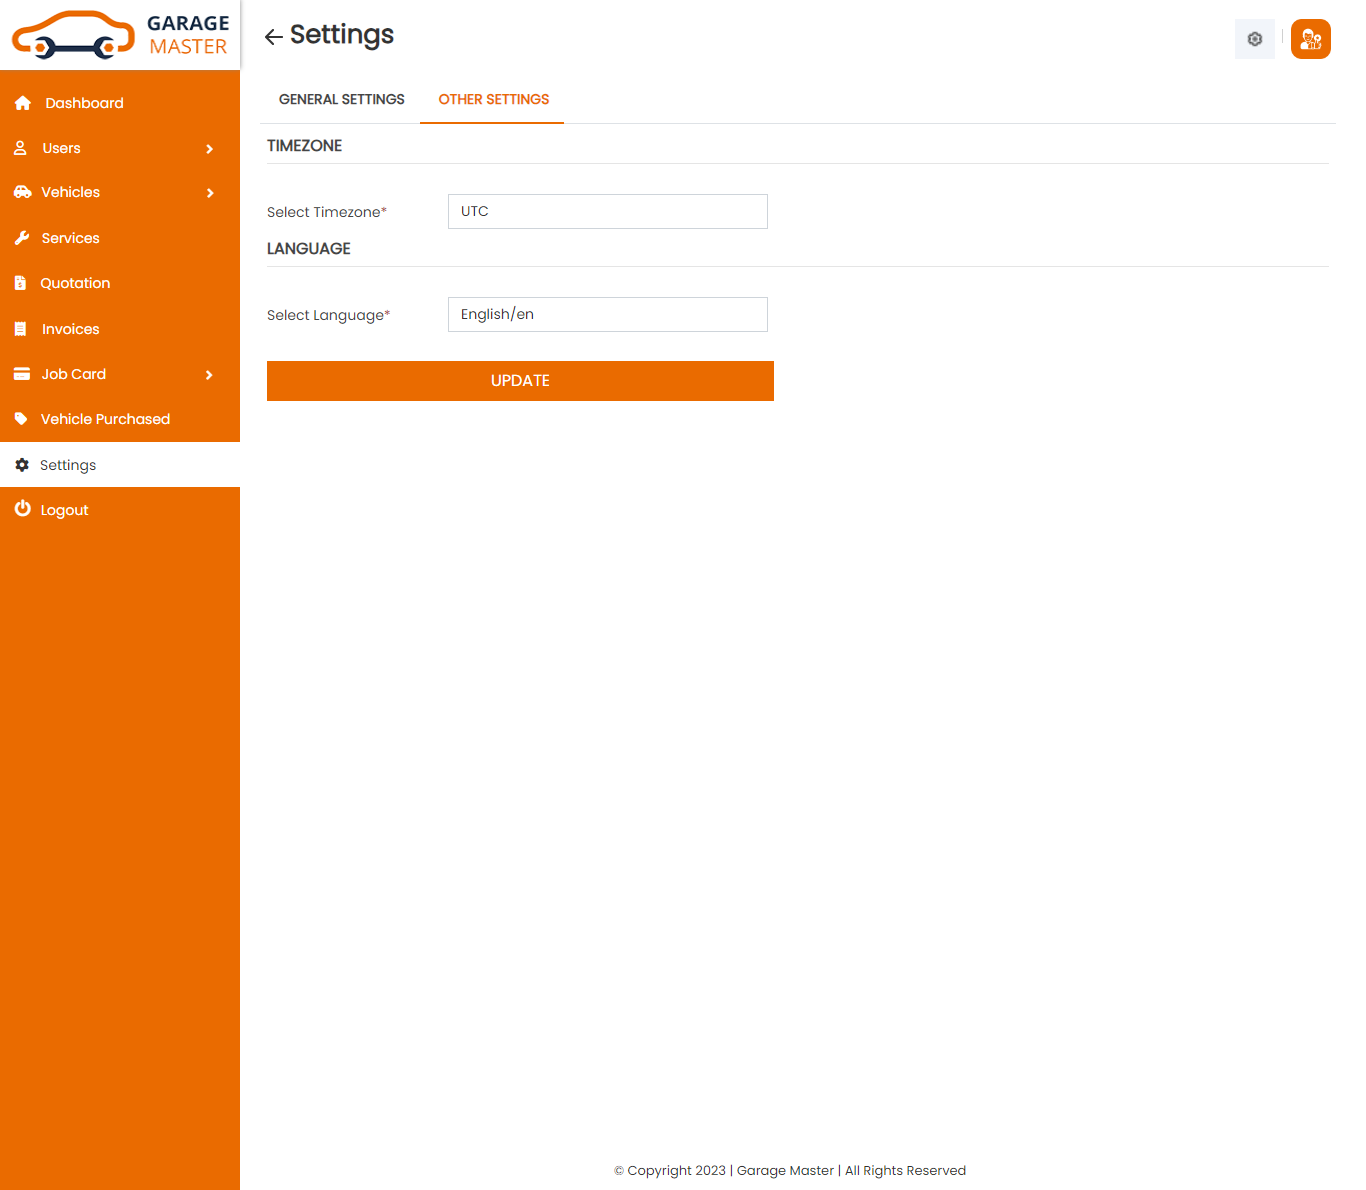 GARAGE
MASTER
Settings
Dashboard
Users
Vehicles
Services
Quotation
Invoices
Job Card
Vehicle Purchased
Settings
Logout
GENERAL SETTINGS
OTHER SETTINGS
TIMEZONE
Select Timezone*
UTC
LANGUAGE
Select Language*
English/en
UPDATE
© Copyright 2023 | Garage Master | All Rights Reserved